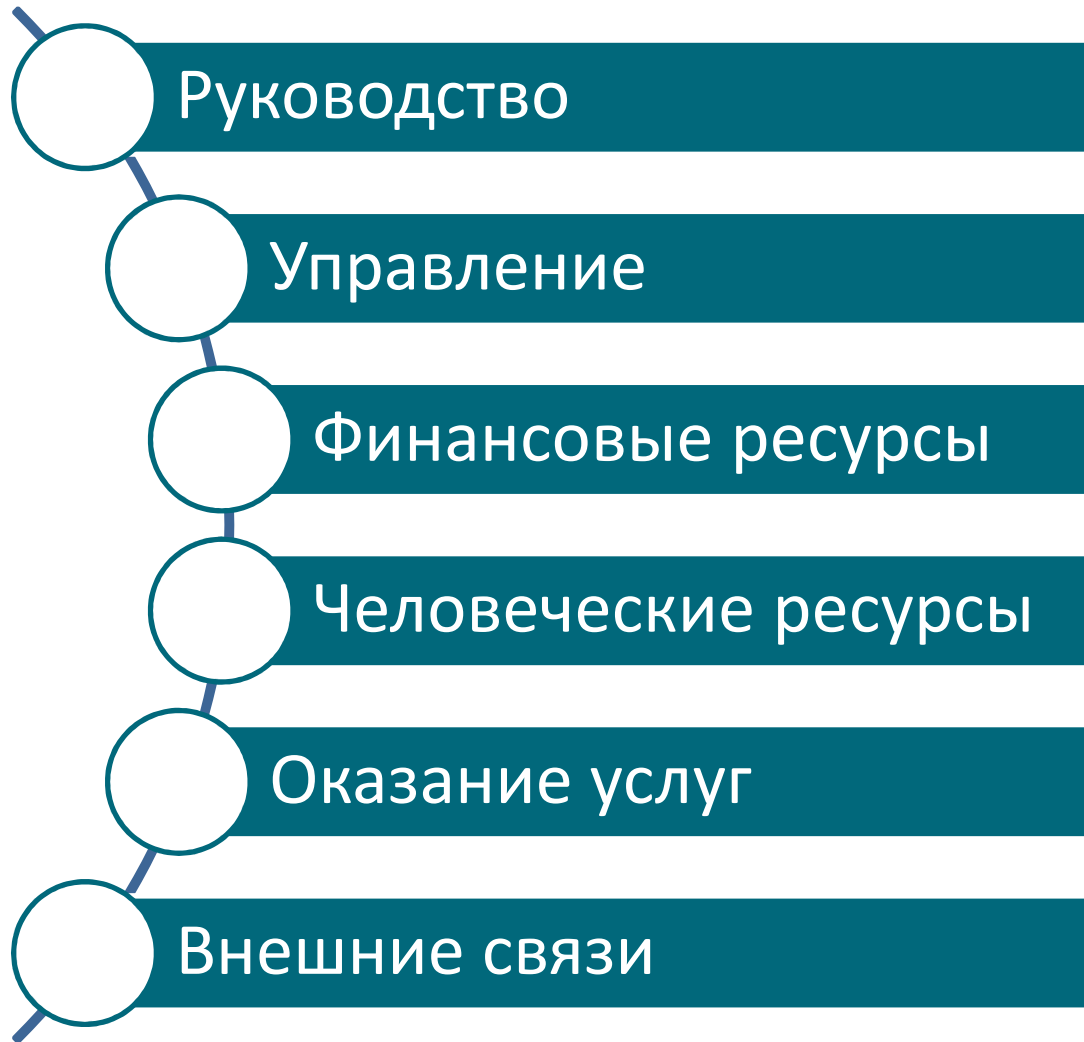 Руководство
Управление
Финансовые ресурсы
Человеческие ресурсы
Оказание услуг
Внешние связи